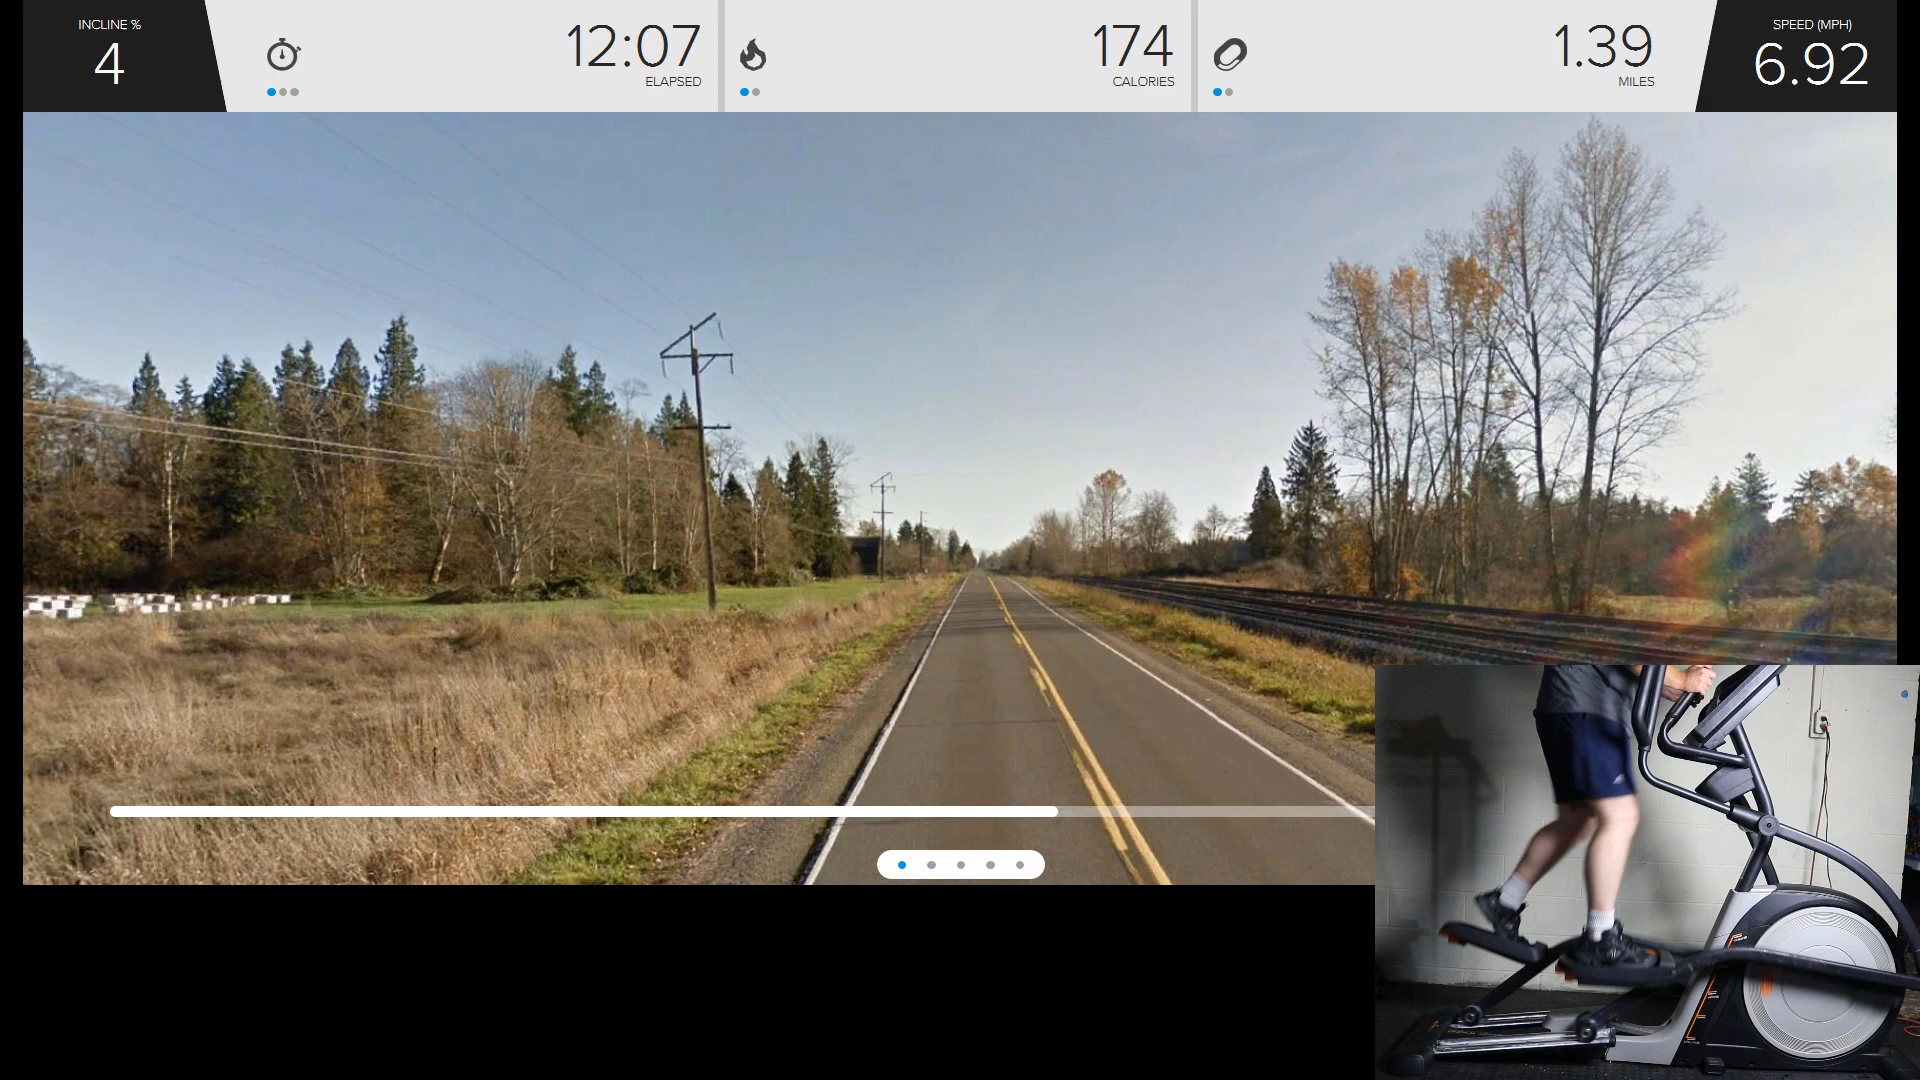 INCLINE %
4
12:07
ELAPSED
174
CALORIES
1.39
MILES
SPEED (MPH)
6.92